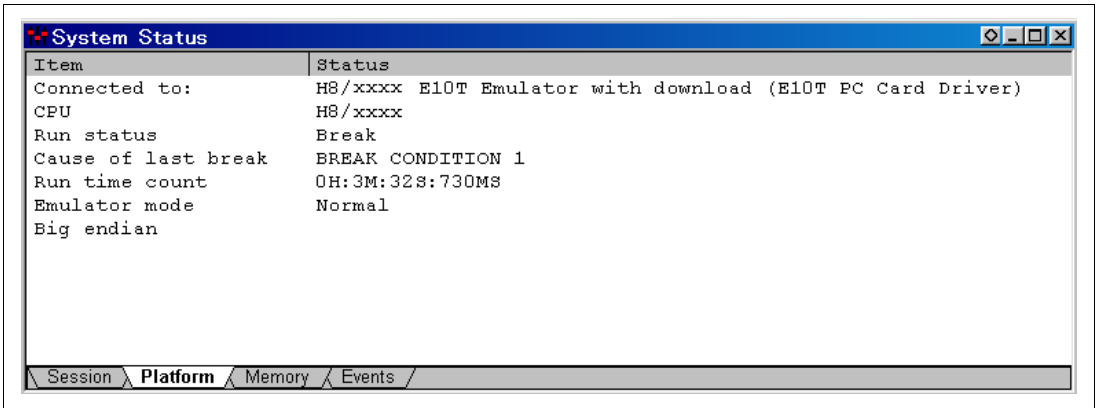 System Status
Item Status
Connected to: H8/xxxx E10T Emulator with download (E10T PC Card Driver)
CPU H8/xxxx
Run status Break
Cause of last break BREAK CONDITION 1
Run time count 0H:3M:32S:730MS
Emulator mode Normal
Big endian
Session Platform Memory Events